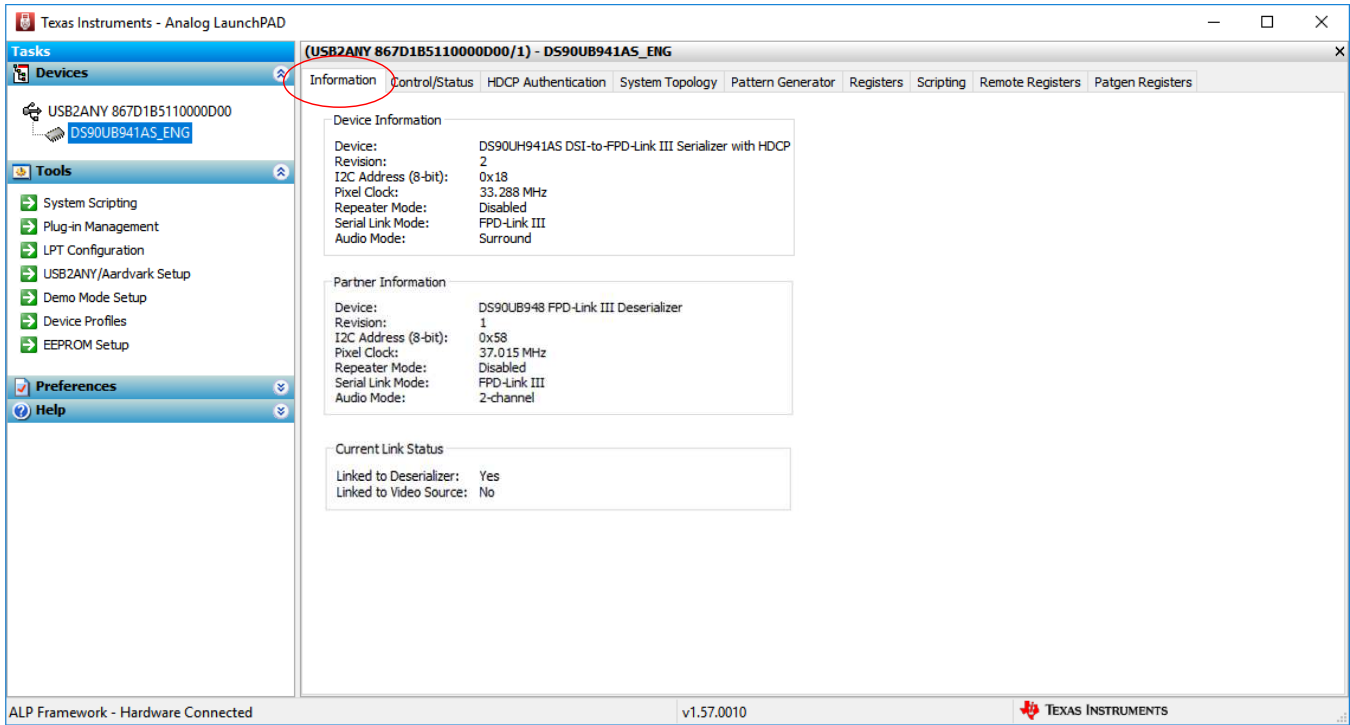 Texas Instruments - Analog LaunchPAD
Tasks
Devices
USB2ANY 867D1B5110000D00
DS90UB941AS_ENG
Tools
System Scripting
Plug-in Management
LPT Configuration
USB2ANY/Aardvark Setup
Demo Mode Setup
Device Profiles
EEPROM Setup
Preferences
Help
(USB2ANY 867D1B5110000D00/1) - DS90UB941AS_ENG
Information Control/Status HDCP Authentication System Topology Pattern Generator Registers Scripting Remote Registers Patgen Registers
Device Information
Device: DS90UH941AS DSI-to-FPD-Link III Serializer with HDCP
Revision: 2
I2C Address (8-bit): 0x18
Pixel Clock: 33.288 MHz
Repeater Mode: Disabled
Serial Link Mode: FPD-Link III
Audio Mode: Surround
Partner Information
Device: DS90UB948 FPD-Link III Deserializer
Revision: 1
I2C Address (8-bit): 0x58
Pixel Clock: 37.015 MHz
Repeater Mode: Disabled
Serial Link Mode: FPD-Link III
Audio Mode: 2-channel
Current Link Status
Linked to Deserializer: Yes
Linked to Video Source: No
ALP Framework - Hardware Connected
v1.57.0010
TEXAS INSTRUMENTS